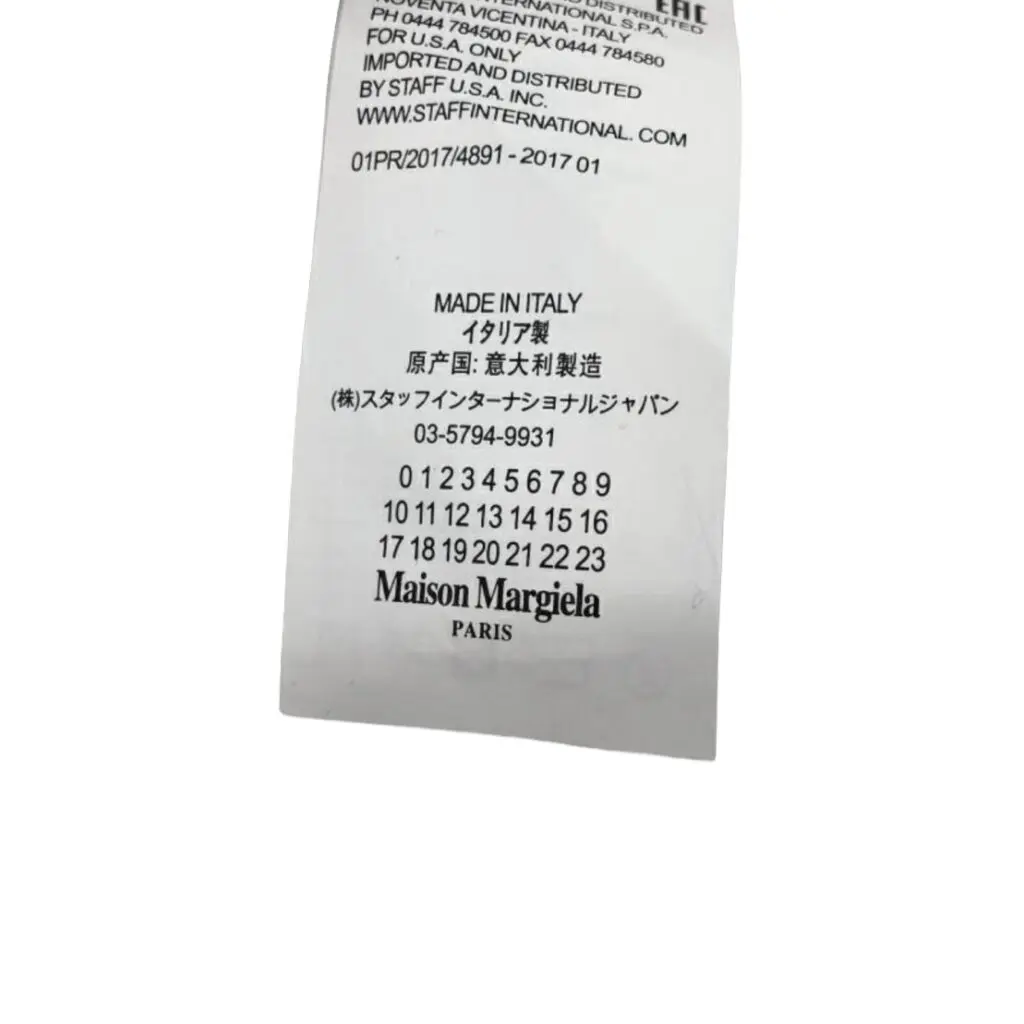 AND DISTRIBUTED
INTERNATIONAL S.P.A.
NOVENTA VICENTINA - ITALY
PH 0444 784500 FAX 0444 784580
FOR U.S.A. ONLY
IMPORTED AND DISTRIBUTED
BY STAFF U.S.A. INC.
WWW.STAFFINTERNATIONAL. COM
01PR/2017/4891 - 2017 01
MADE IN ITALY
イタリア製
原产国: 意大利製造
(株)スタッフインターナショナルジャパン
03-5794-9931
0 1 2 3 4 5 6 7 8 9
10 11 12 13 14 15 16
17 18 19 20 21 22 23
Maison Margiela
PARIS